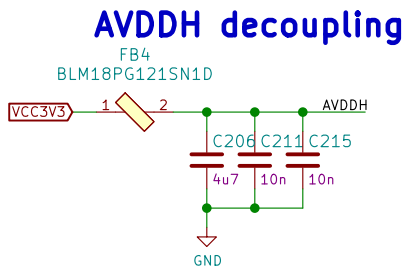 AVDDH decoupling
FB4
BLM18PG121SN1D
VCC3V3
1
2
AVDDH
C206
C211
C215
4u7
10n
10n
GND